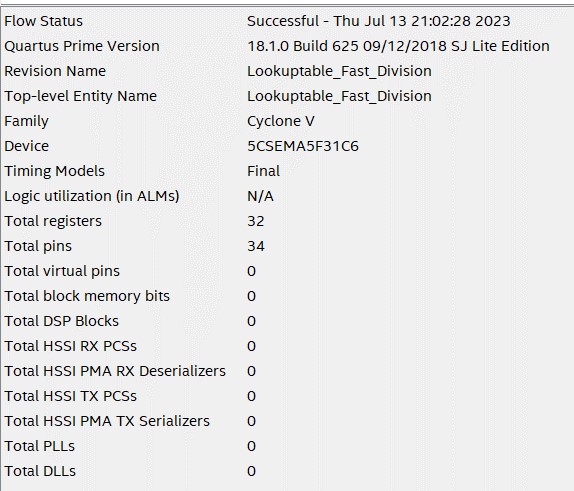 Flow Status Successful - Thu Jul 13 21:02:28 2023
Quartus Prime Version 18.1.0 Build 625 09/12/2018 SJ Lite Edition
Revision Name Lookuptable_Fast_Division
Top-level Entity Name Lookuptable_Fast_Division
Family Cyclone V
Device 5CSEMA5F31C6
Timing Models Final
Logic utilization (in ALMs) N/A
Total registers 32
Total pins 34
Total virtual pins 0
Total block memory bits 0
Total DSP Blocks 0
Total HSSI RX PCSs 0
Total HSSI PMA RX Deserializers 0
Total HSSI TX PCSs 0
Total HSSI PMA TX Serializers 0
Total PLLs 0
Total DLLs 0